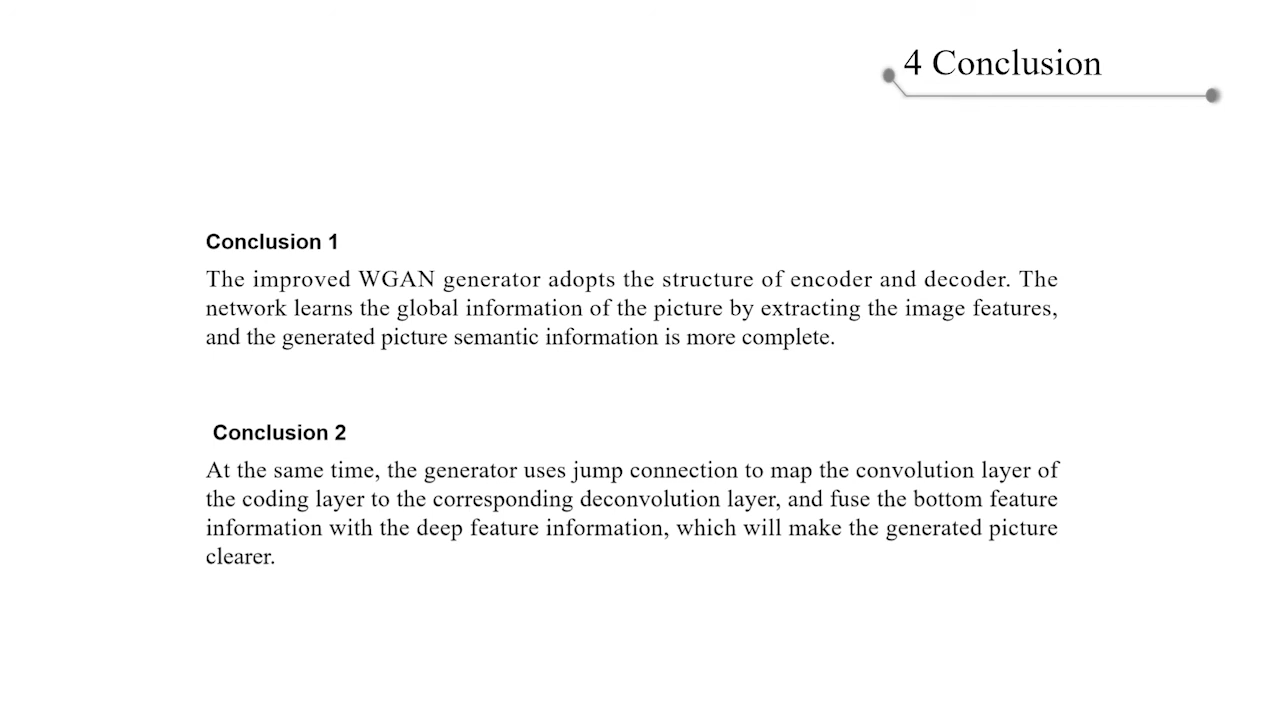 4 Conclusion
Conclusion 1
The improved WGAN generator adopts the structure of encoder and decoder. The
network learns the global information of the picture by extracting the image features,
and the generated picture semantic information is more complete.
Conclusion 2
At the same time, the generator uses jump connection to map the convolution layer of
the coding layer to the corresponding deconvolution layer, and fuse the bottom feature
information with the deep feature information, which will make the generated picture
clearer.